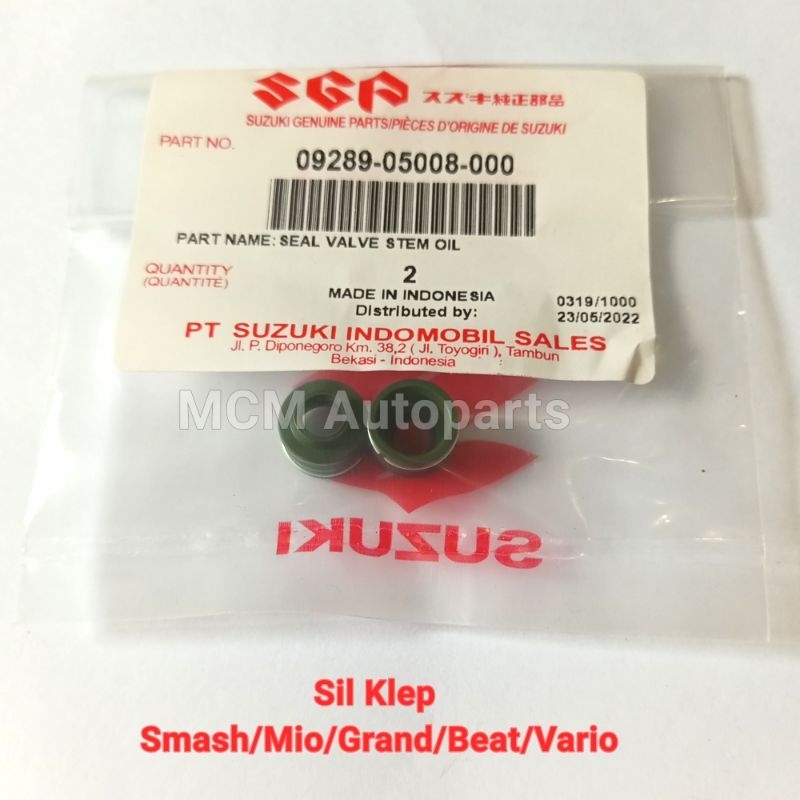 SGP スズキ純正部品
SUZUKI GENUINE PARTS/PIÈCES D'ORIGINE DE SUZUKI
PART NO.
09289-05008-000
PART NAME: SEAL VALVE STEM OIL
QUANTITY
(QUANTITÉ)
2
MADE IN INDONESIA
0319/1000
Distributed by:
23/05/2022
PT SUZUKI INDOMOBIL SALES
Jl. P. Diponegoro Km. 38,2 ( Jl. Toyogiri ), Tambun
Bekasi - Indonesia
MCM Autoparts
SUZUKI
Sil Klep
Smash/Mio/Grand/Beat/Vario